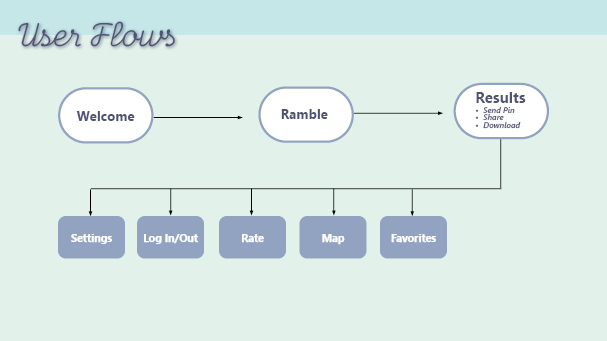 User Flows
Welcome
Ramble
Results
• Send Pin
• Share
• Download
Settings
Log In/Out
Rate
Map
Favorites